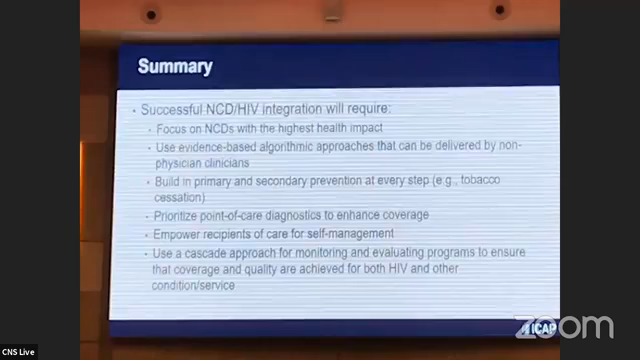 Summary
• Successful NCD/HIV integration will require:
• Focus on NCDs with the highest health impact
• Use evidence-based algorithmic approaches that can be delivered by non-
physician clinicians
• Build in primary and secondary prevention at every step (e.g., tobacco
cessation)
• Prioritize point-of-care diagnostics to enhance coverage
• Empower recipients of care for self-management
• Use a cascade approach for monitoring and evaluating programs to ensure
that coverage and quality are achieved for both HIV and other
condition/service
ICAP
zoom
CNS Live